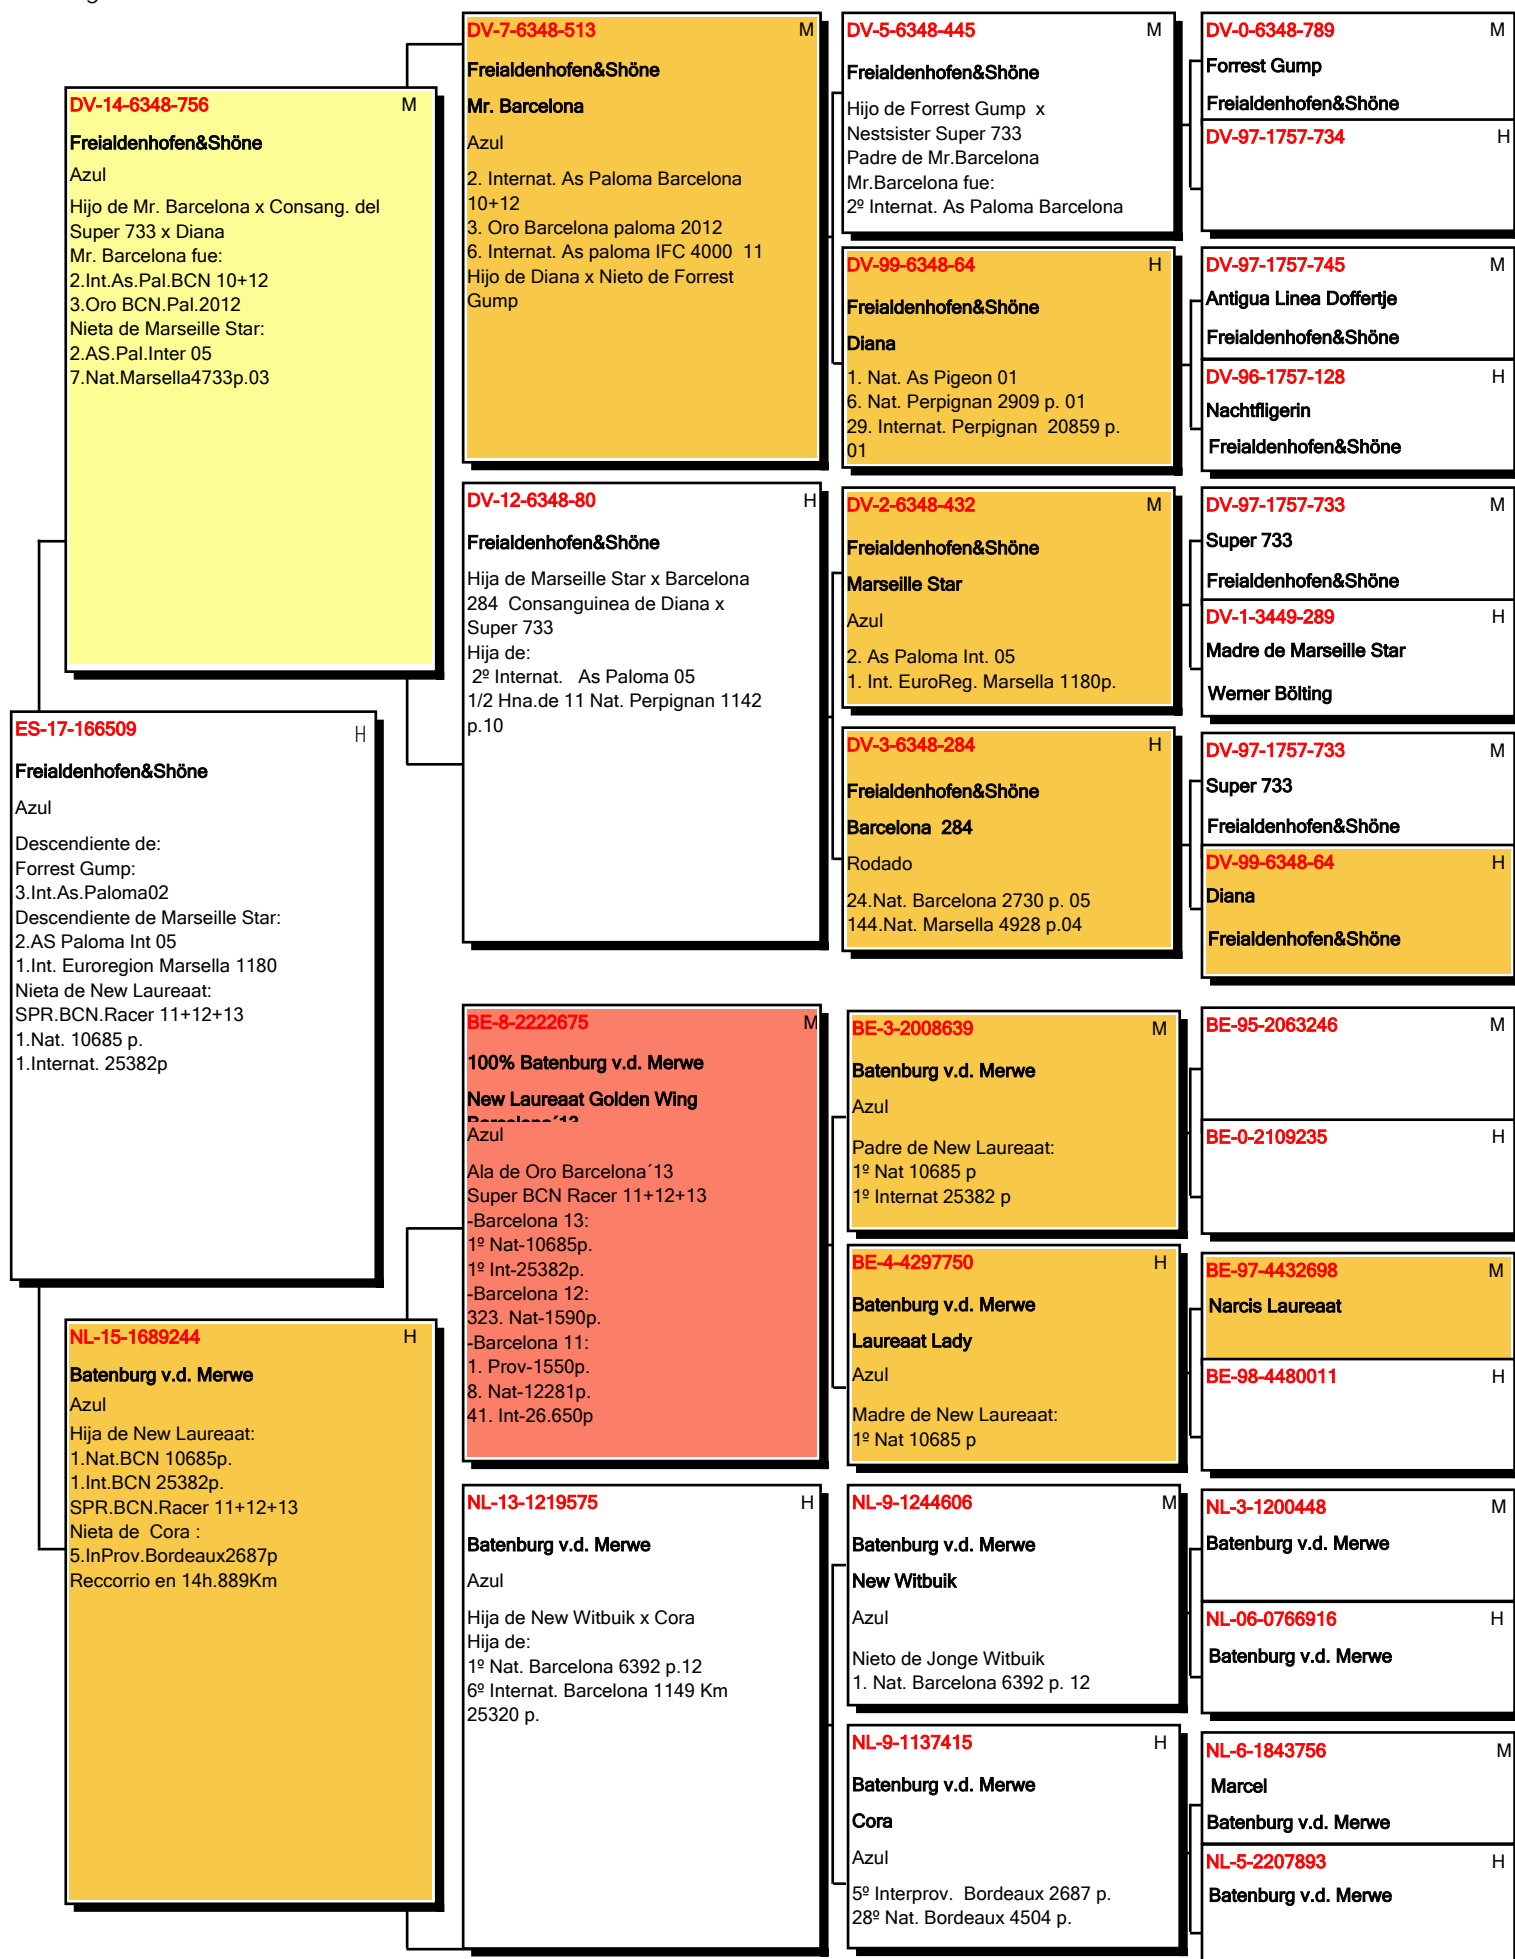 DV-14-6348-756 M
Freialdenhofen&Shöne
Azul
Hijo de Mr. Barcelona x Consang. del
Super 733 x Diana
Mr. Barcelona fue:
2.Int.As.Pal.BCN 10+12
3.Oro BCN.Pal.2012
Nieta de Marseille Star:
2.AS.Pal.Inter 05
7.Nat.Marsella4733p.03
ES-17-166509 H
Freialdenhofen&Shöne
Azul
Descendiente de:
Forrest Gump:
3.Int.As.Paloma02
Descendiente de Marseille Star:
2.AS Paloma Int 05
1.Int. Euroregion Marsella 1180
Nieta de New Laureaat:
SPR.BCN.Racer 11+12+13
1.Nat. 10685 p.
1.Internat. 25382p
NL-15-1689244 H
Batenburg v.d. Merwe
Azul
Hija de New Laureaat:
1.Nat.BCN 10685p.
1.Int.BCN 25382p.
SPR.BCN.Racer 11+12+13
Nieta de  Cora :
5.InProv.Bordeaux2687p
Reccorrio en 14h.889Km
DV-7-6348-513 M
Freialdenhofen&Shöne
Mr. Barcelona
Azul
2. Internat. As Paloma Barcelona
10+12
3. Oro Barcelona paloma 2012
6. Internat. As paloma IFC 4000  11
Hijo de Diana x Nieto de Forrest
Gump
DV-12-6348-80 H
Freialdenhofen&Shöne
Hija de Marseille Star x Barcelona
284  Consanguinea de Diana x
Super 733
Hija de:
2º Internat.   As Paloma 05
1/2 Hna.de 11 Nat. Perpignan 1142
p.10
BE-8-2222675 M
100% Batenburg v.d. Merwe
New Laureaat Golden Wing
Barcelona´13
Azul
Ala de Oro Barcelona´13
Super BCN Racer 11+12+13
-Barcelona 13:
1º Nat-10685p.
1º Int-25382p.
-Barcelona 12:
323. Nat-1590p.
-Barcelona 11:
1. Prov-1550p.
8. Nat-12281p.
41. Int-26.650p
NL-13-1219575 H
Batenburg v.d. Merwe
Azul
Hija de New Witbuik x Cora
Hija de:
1º Nat. Barcelona 6392 p.12
6º Internat. Barcelona 1149 Km
25320 p.
DV-5-6348-445 M
Freialdenhofen&Shöne
Hijo de Forrest Gump  x
Nestsister Super 733
Padre de Mr.Barcelona
Mr.Barcelona fue:
2º Internat. As Paloma Barcelona
DV-99-6348-64 H
Freialdenhofen&Shöne
Diana
1. Nat. As Pigeon 01
6. Nat. Perpignan 2909 p. 01
29. Internat. Perpignan  20859 p.
01
DV-2-6348-432 M
Freialdenhofen&Shöne
Marseille Star
Azul
2. As Paloma Int. 05
1. Int. EuroReg. Marsella 1180p.
DV-3-6348-284 H
Freialdenhofen&Shöne
Barcelona  284
Rodado
24.Nat. Barcelona 2730 p. 05
144.Nat. Marsella 4928 p.04
BE-3-2008639 M
Batenburg v.d. Merwe
Azul
Padre de New Laureaat:
1º Nat 10685 p
1º Internat 25382 p
BE-4-4297750 H
Batenburg v.d. Merwe
Laureaat Lady
Azul
Madre de New Laureaat:
1º Nat 10685 p
NL-9-1244606 M
Batenburg v.d. Merwe
New Witbuik
Azul
Nieto de Jonge Witbuik
1. Nat. Barcelona 6392 p. 12
NL-9-1137415 H
Batenburg v.d. Merwe
Cora
Azul
5º Interprov.  Bordeaux 2687 p.
28º Nat. Bordeaux 4504 p.
DV-0-6348-789 M
Forrest Gump
Freialdenhofen&Shöne
DV-97-1757-734 H
DV-97-1757-745 M
Antigua Linea Doffertje
Freialdenhofen&Shöne
DV-96-1757-128 H
Nachtfligerin
Freialdenhofen&Shöne
DV-97-1757-733 M
Super 733
Freialdenhofen&Shöne
DV-1-3449-289 H
Madre de Marseille Star
Werner Bölting
DV-97-1757-733 M
Super 733
Freialdenhofen&Shöne
DV-99-6348-64 H
Diana
Freialdenhofen&Shöne
BE-95-2063246 M
BE-0-2109235 H
BE-97-4432698 M
Narcis Laureaat
BE-98-4480011 H
NL-3-1200448 M
Batenburg v.d. Merwe
NL-06-0766916 H
Batenburg v.d. Merwe
NL-6-1843756 M
Marcel
Batenburg v.d. Merwe
NL-5-2207893 H
Batenburg v.d. Merwe